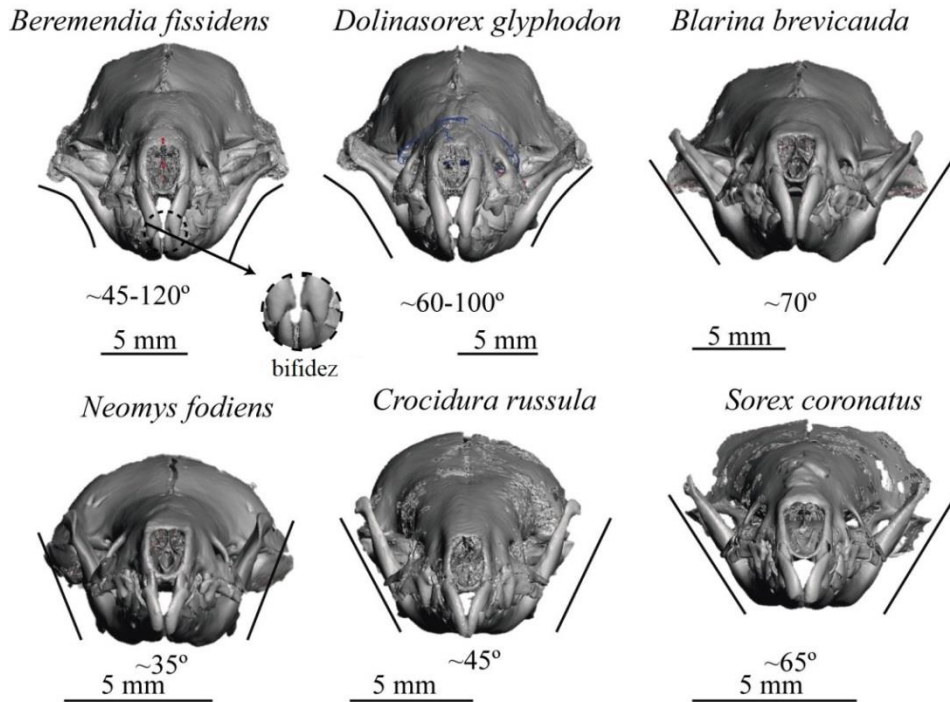 Beremendia fissidens
Dolinasorex glyphodon
Blarina brevicauda
~45-120º
5 mm
bifidez
~60-100º
5 mm
~70º
5 mm
Neomys fodiens
Crocidura russula
Sorex coronatus
~35º
5 mm
~45º
5 mm
~65º
5 mm